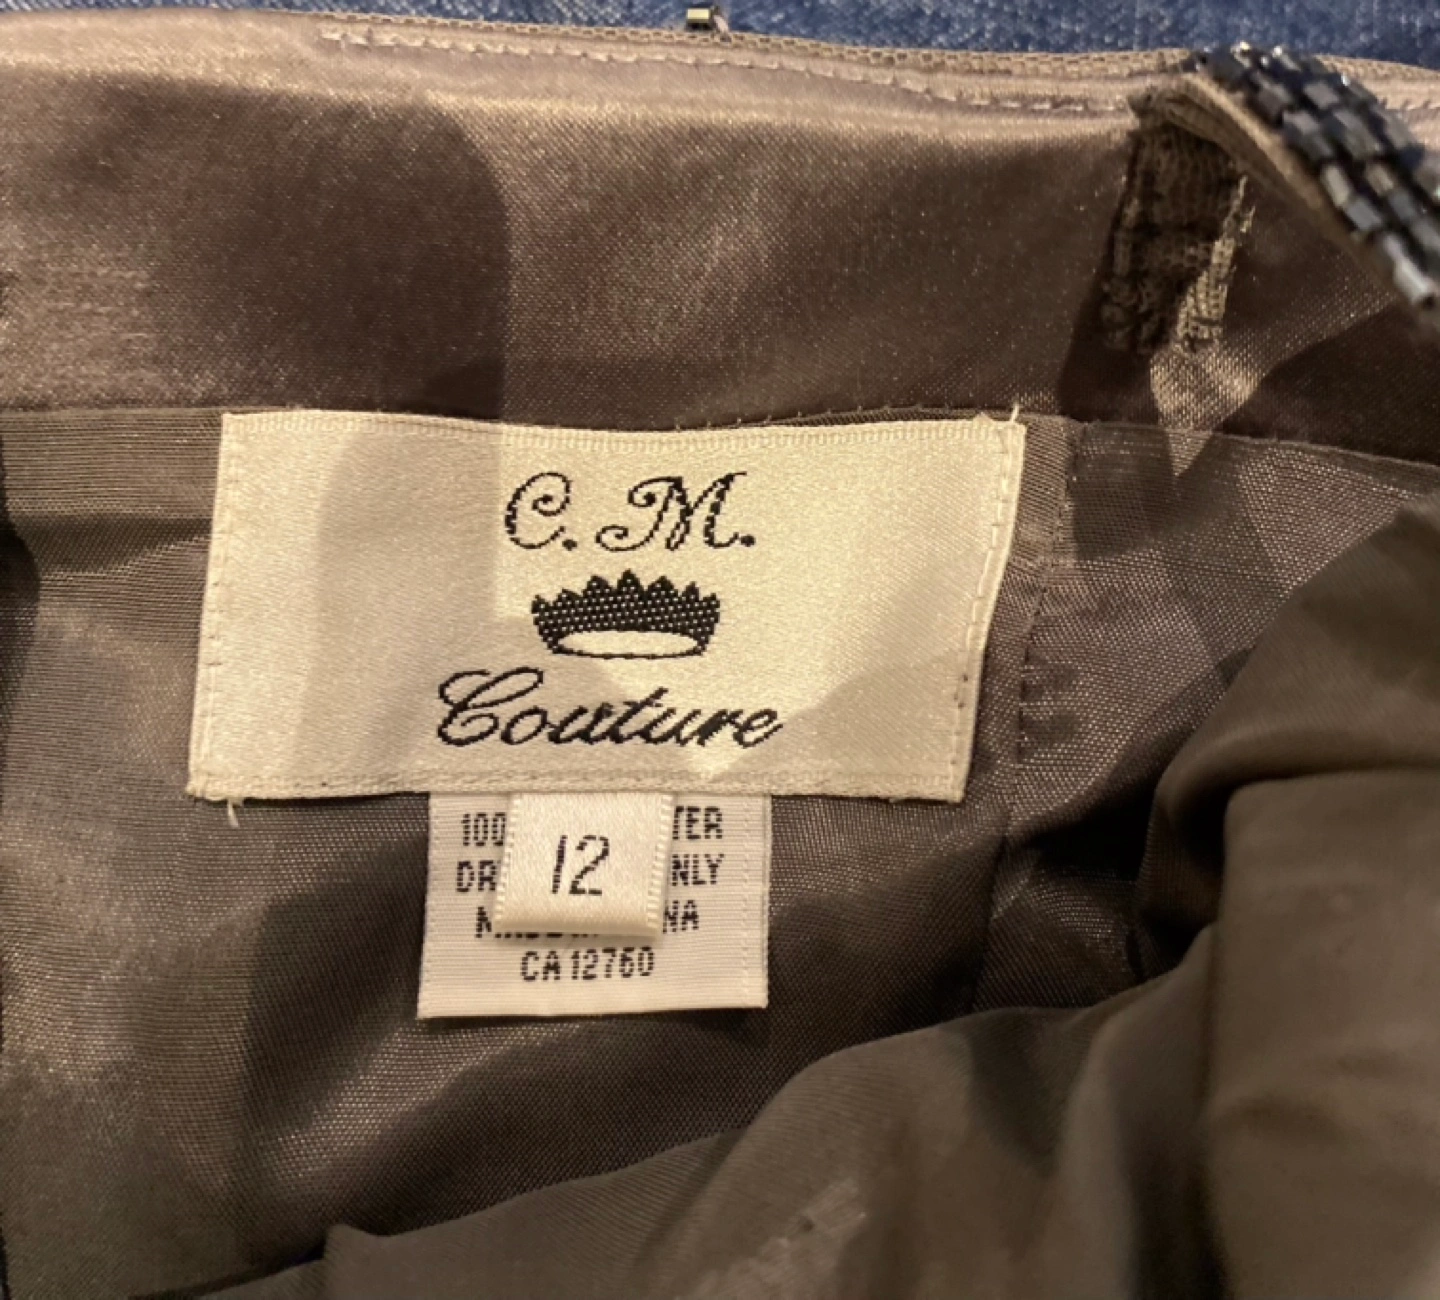 C. M.
Couture
12
100 TER
DR NLY
NA
CA 12760